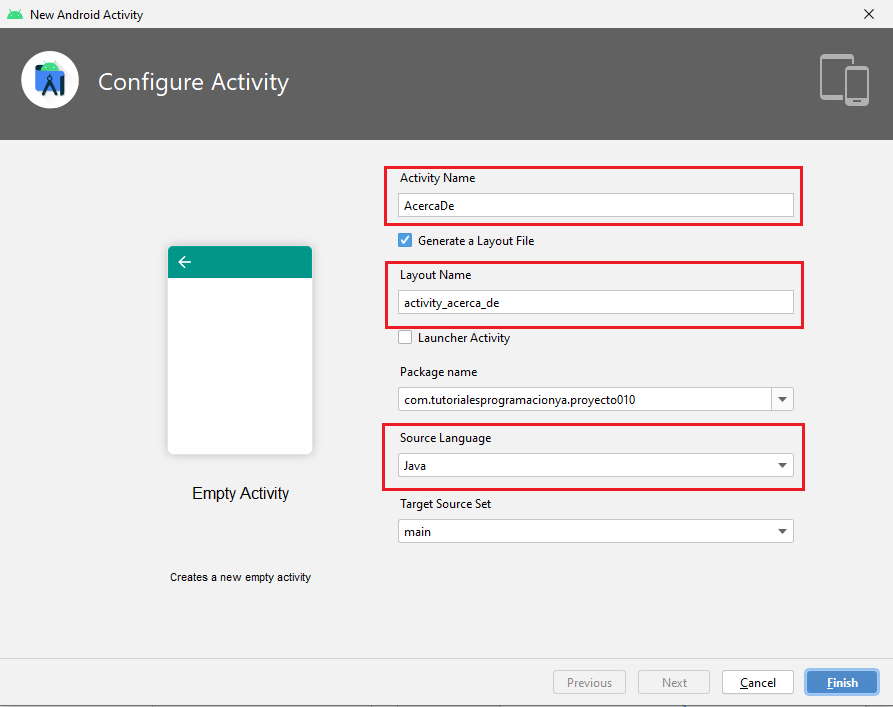 New Android Activity
Configure Activity
Activity Name
AcercaDe
Generate a Layout File
Layout Name
activity_acerca_de
Launcher Activity
Package name
com.tutorialesprogramacionya.proyecto010
Source Language
Java
Target Source Set
main
Empty Activity
Creates a new empty activity
Previous
Next
Cancel
Finish